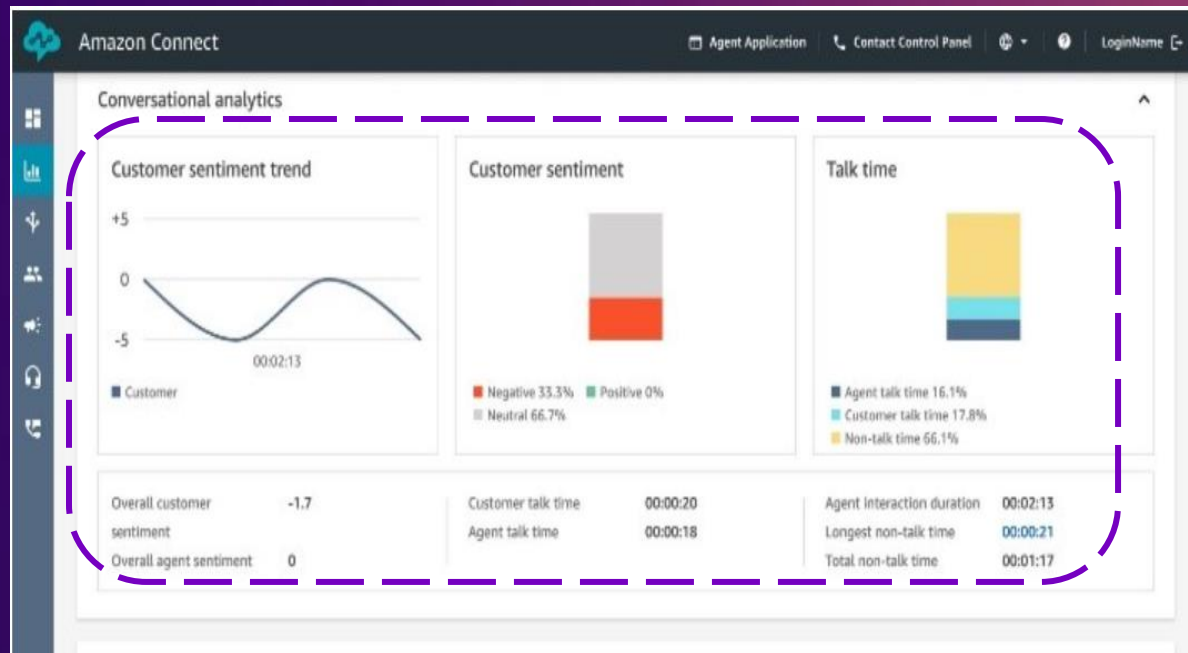 Amazon Connect
Agent Application
Contact Control Panel
LoginName
Conversational analytics
Customer sentiment trend
+5
0
-5
00:02:13
Customer
Customer sentiment
Negative 33.3%
Positive 0%
Neutral 66.7%
Talk time
Agent talk time 16.1%
Customer talk time 17.8%
Non-talk time 66.1%
Overall customer -1.7
sentiment
Overall agent sentiment 0
Customer talk time 00:00:20
Agent talk time 00:00:18
Agent interaction duration 00:02:13
Longest non-talk time 00:00:21
Total non-talk time 00:01:17